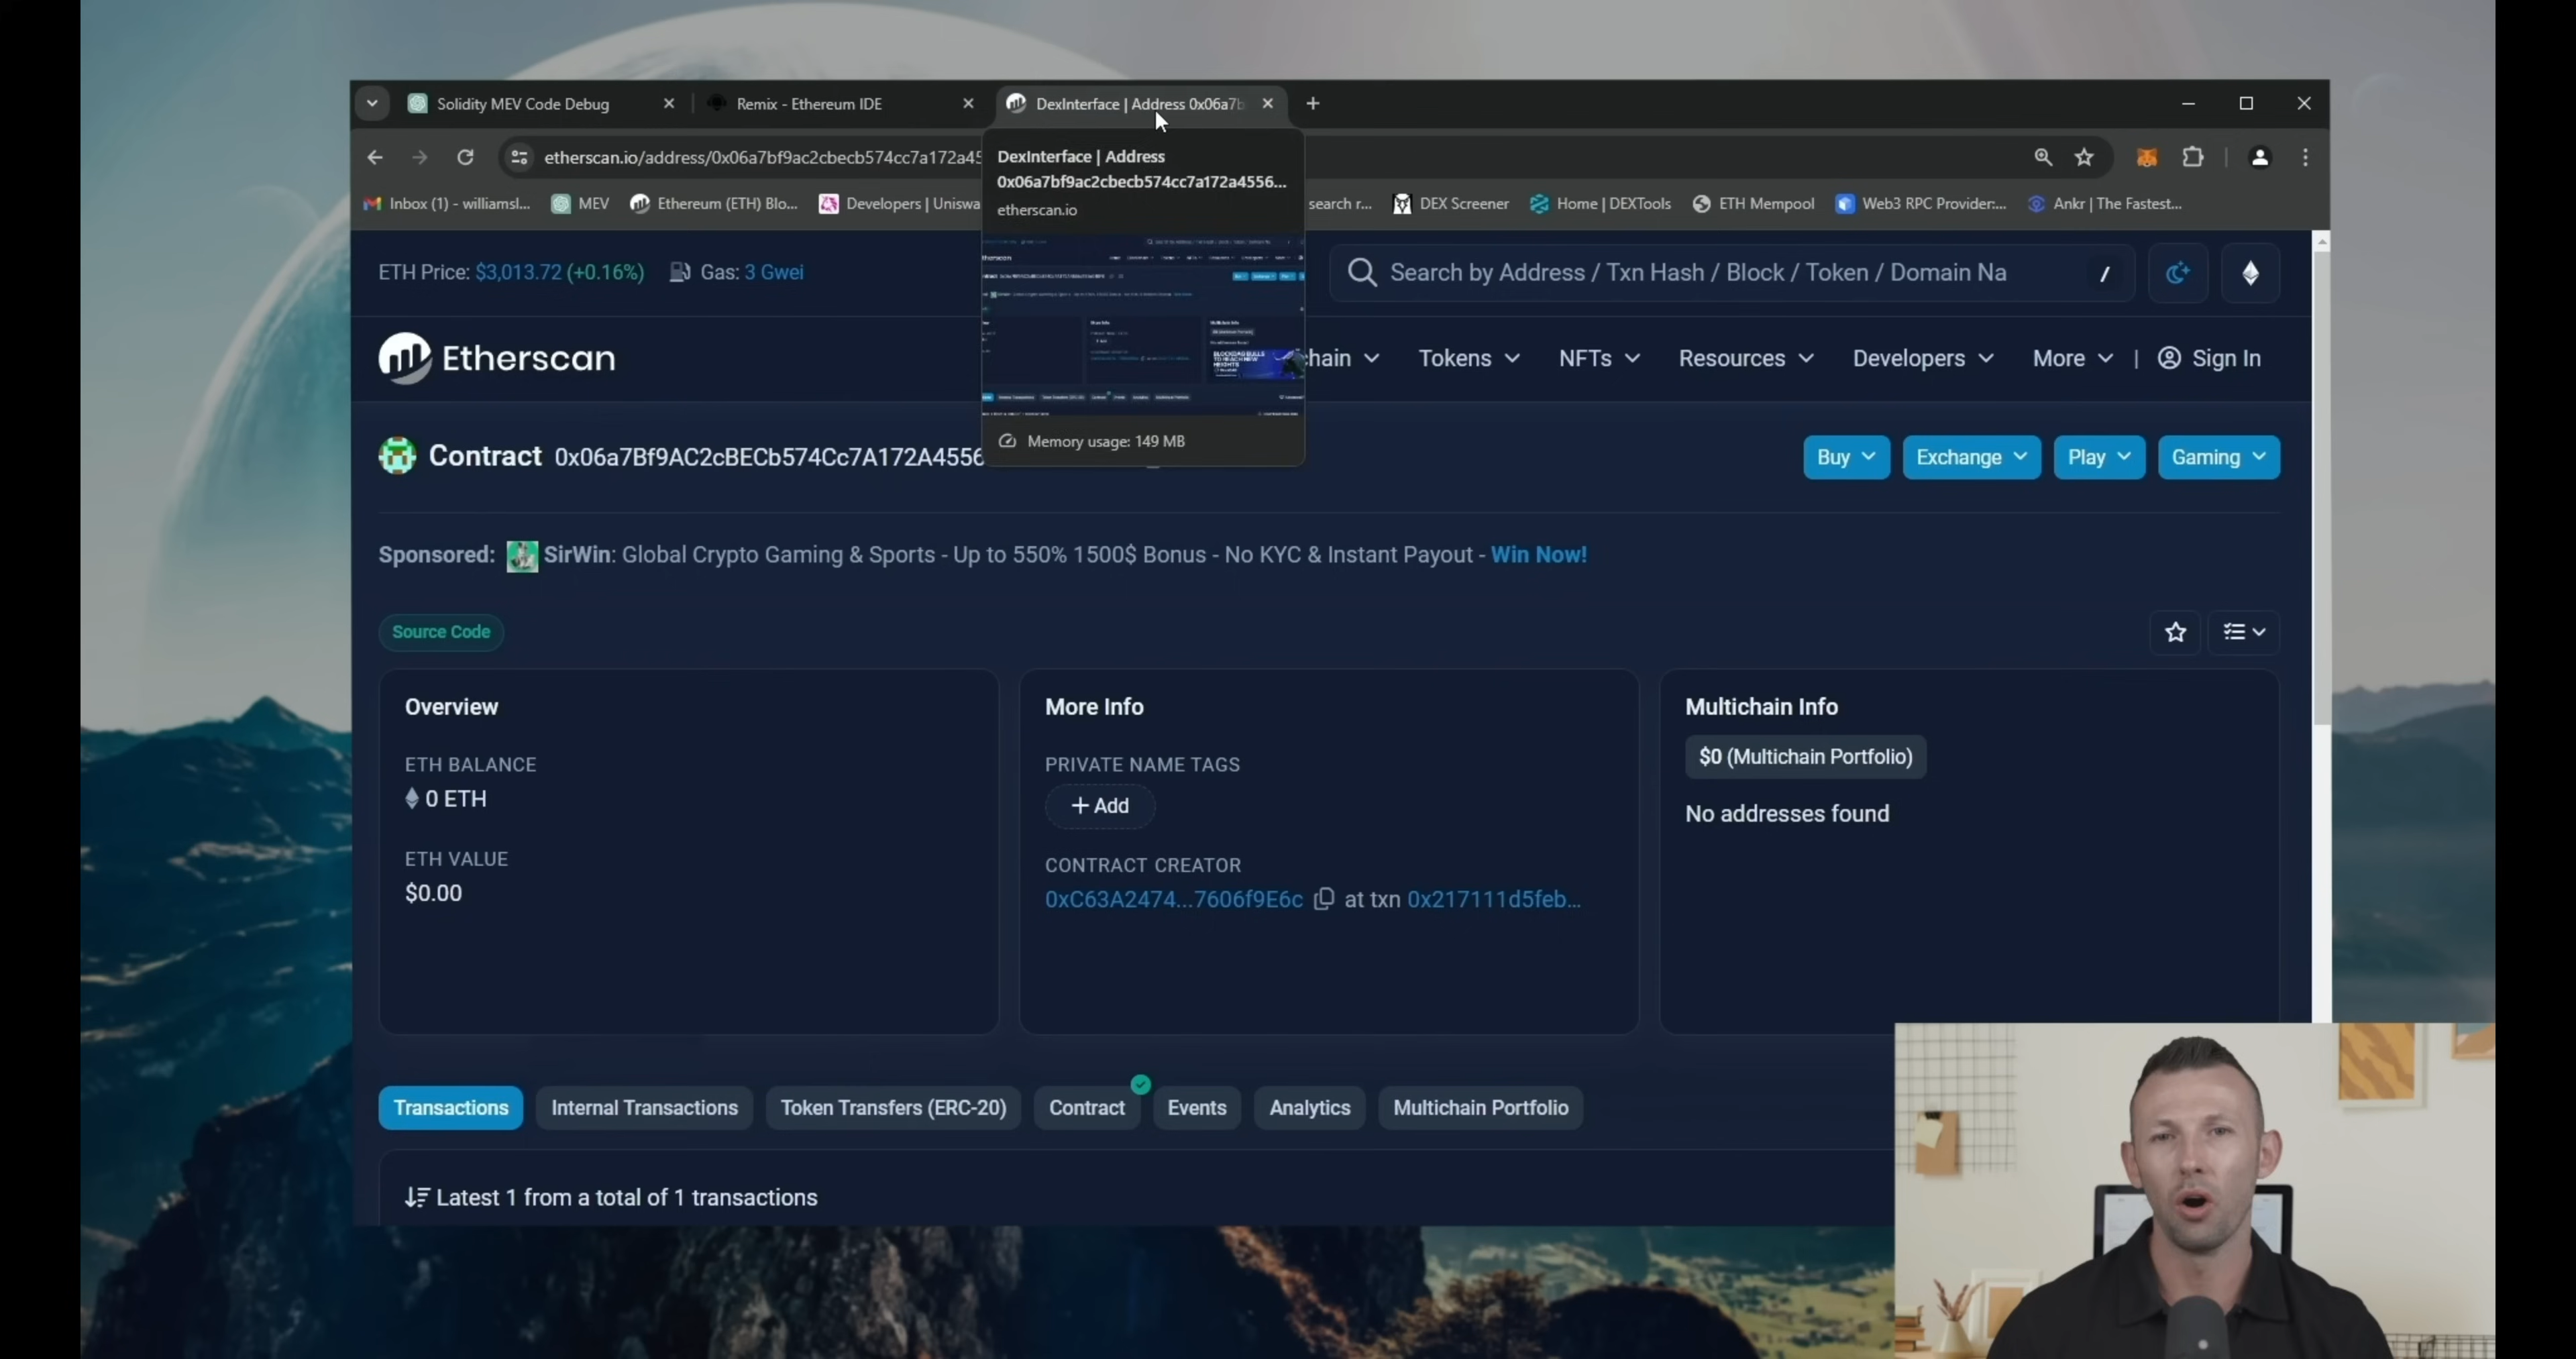 Solidity MEV Code Debug
Remix - Ethereum IDE
DexInterface | Address 0x06a7b
etherscan.io/address/0x06a7bf9ac2cbecb574cc7a172a45
DexInterface | Address
0x06a7bf9ac2cbecb574cc7a172a4556...
etherscan.io
Inbox (1) - williamsl...
MEV
Ethereum (ETH) Blo...
Developers | Uniswa
search r...
DEX Screener
Home | DEXTools
ETH Mempool
Web3 RPC Provider:...
Ankr | The Fastest...
ETH Price: $3,013.72 (+0.16%) Gas: 3 Gwei
Search by Address / Txn Hash / Block / Token / Domain Na /
Etherscan
chain
Tokens
NFTs
Resources
Developers
More | Sign In
BLOCKDAG BULLS
TO REACH NEW
HEIGHTS
Memory usage: 149 MB
Contract 0x06a7Bf9AC2cBECb574Cc7A172A4556
Buy
Exchange
Play
Gaming
Sponsored: SirWin: Global Crypto Gaming & Sports - Up to 550% 1500$ Bonus - No KYC & Instant Payout - Win Now!
Source Code
Overview
ETH BALANCE
0 ETH
ETH VALUE
$0.00
More Info
PRIVATE NAME TAGS
+ Add
CONTRACT CREATOR
0xC63A2474...7606f9E6c at txn 0x217111d5feb...
Multichain Info
$0 (Multichain Portfolio)
No addresses found
Transactions
Internal Transactions
Token Transfers (ERC-20)
Contract
Events
Analytics
Multichain Portfolio
Latest 1 from a total of 1 transactions